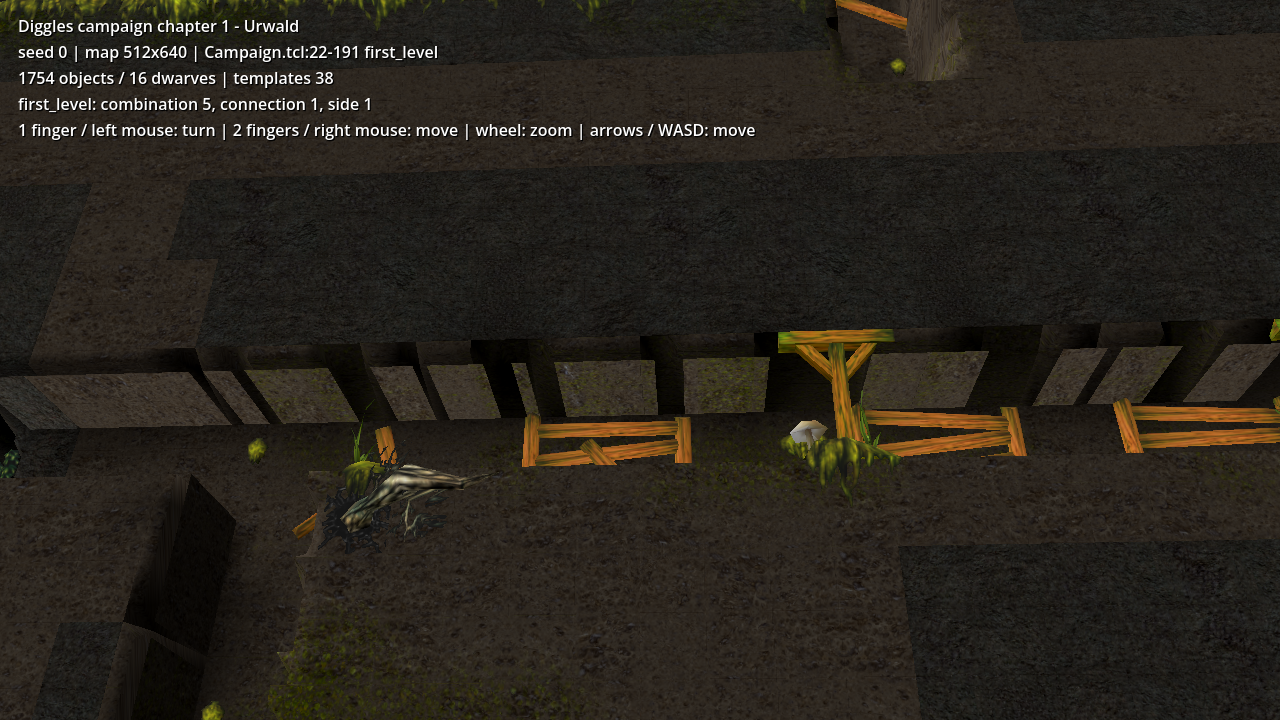 Diggles campaign chapter 1 - Urwald
seed 0 | map 512x640 | Campaign.tcl:22-191 first_level
1754 objects / 16 dwarves | templates 38
first_level: combination 5, connection 1, side 1
1 finger / left mouse: turn | 2 fingers / right mouse: move | wheel: zoom | arrows / WASD: move